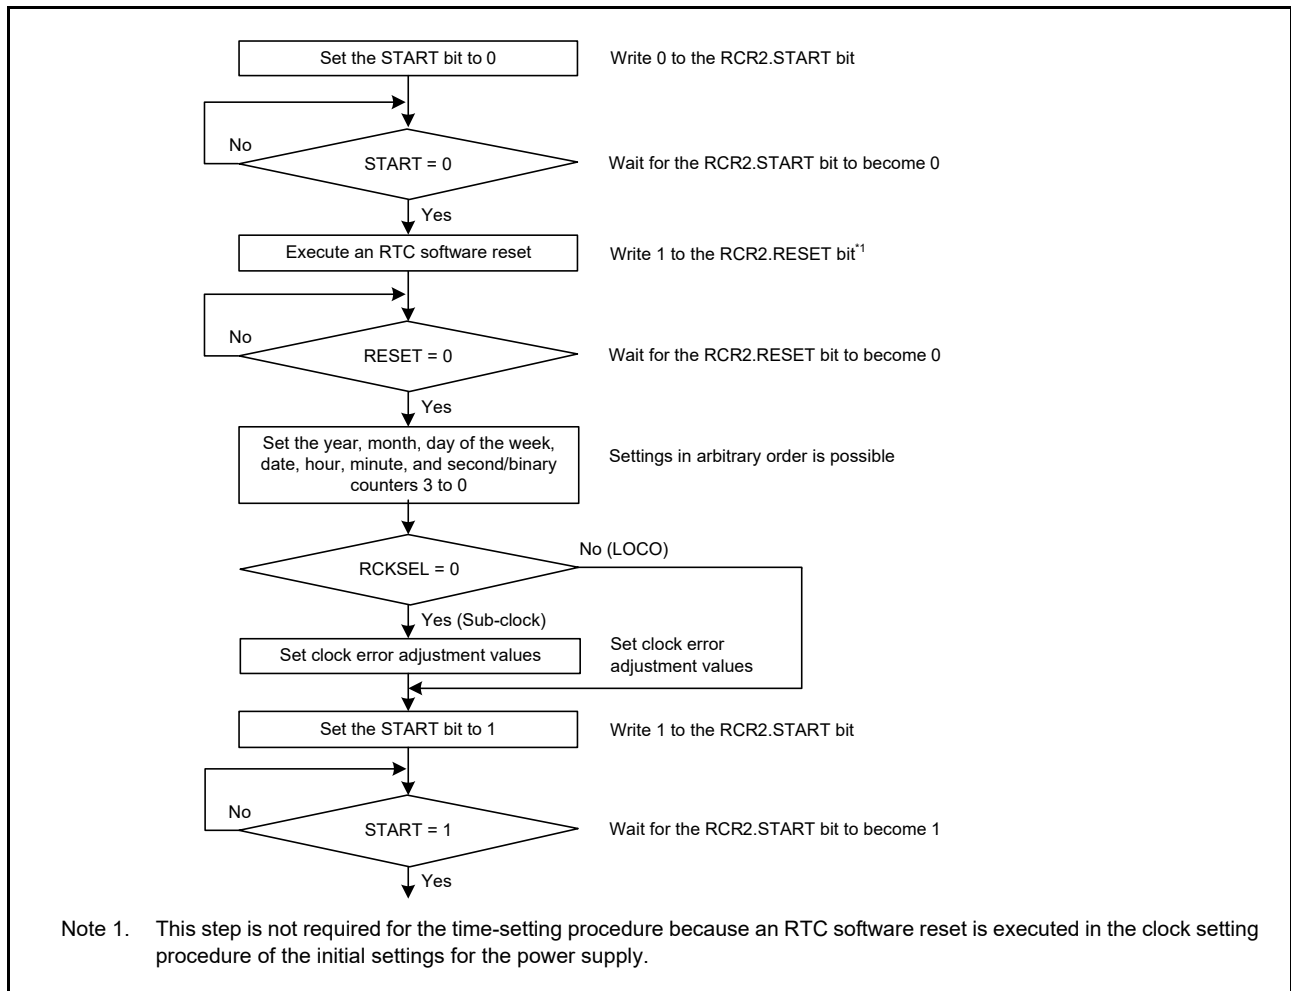 Set the START bit to 0
Write 0 to the RCR2.START bit
No
START = 0
Wait for the RCR2.START bit to become 0
Yes
Execute an RTC software reset
Write 1 to the RCR2.RESET bit*1
No
RESET = 0
Wait for the RCR2.RESET bit to become 0
Yes
Set the year, month, day of the week,
date, hour, minute, and second/binary
counters 3 to 0
Settings in arbitrary order is possible
No (LOCO)
RCKSEL = 0
Yes (Sub-clock)
Set clock error adjustment values
Set clock error
adjustment values
Set the START bit to 1
Write 1 to the RCR2.START bit
No
START = 1
Wait for the RCR2.START bit to become 1
Yes
Note 1. This step is not required for the time-setting procedure because an RTC software reset is executed in the clock setting
procedure of the initial settings for the power supply.